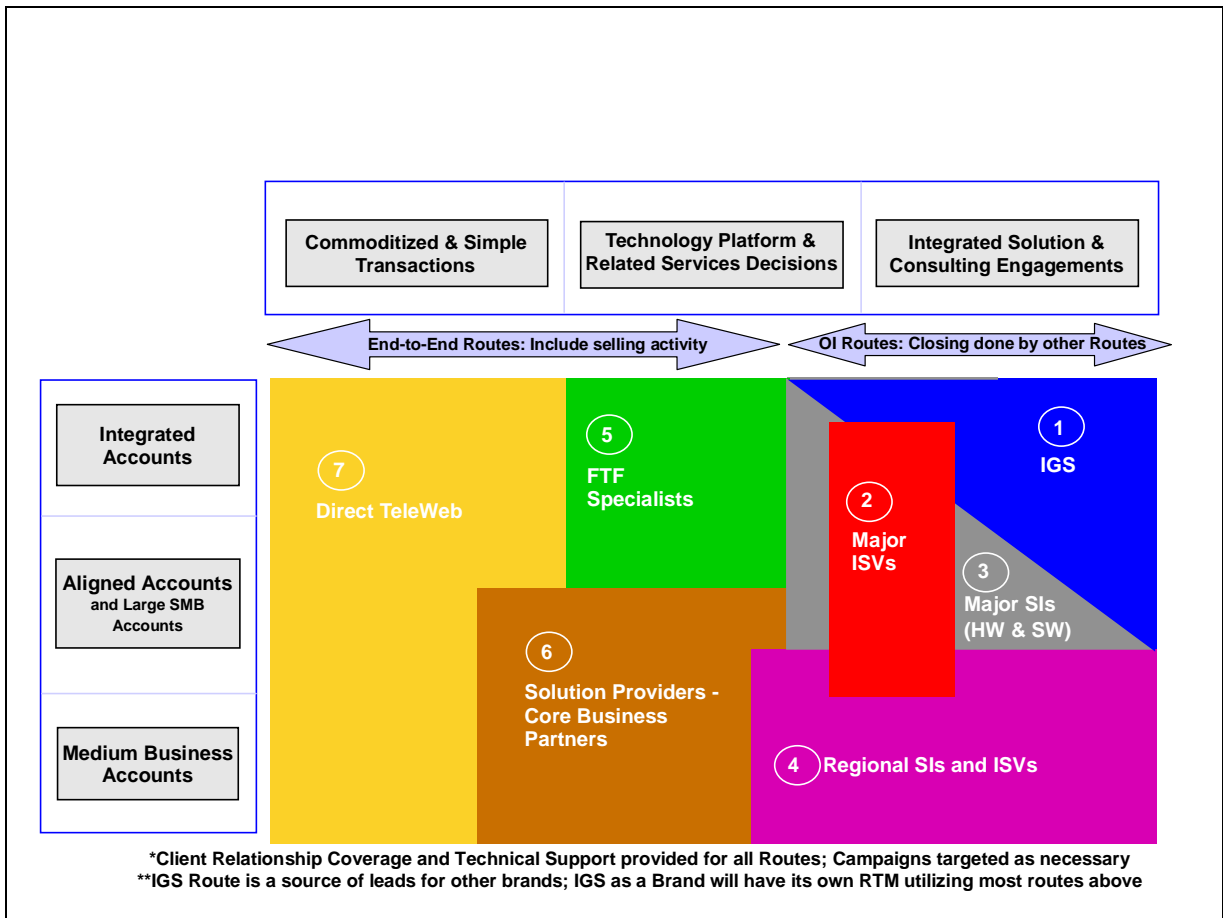 Commoditized & Simple
Transactions
Technology Platform &
Related Services Decisions
Integrated Solution &
Consulting Engagements
End-to-End Routes: Include selling activity
OI Routes: Closing done by other Routes
Integrated
Accounts
Aligned Accounts
and Large SMB
Accounts
Medium Business
Accounts
7
Direct TeleWeb
5
FTF
Specialists
1
IGS
2
Major
ISVs
3
Major SIs
(HW & SW)
6
Solution Providers -
Core Business
Partners
4 Regional SIs and ISVs
*Client Relationship Coverage and Technical Support provided for all Routes; Campaigns targeted as necessary
**IGS Route is a source of leads for other brands; IGS as a Brand will have its own RTM utilizing most routes above